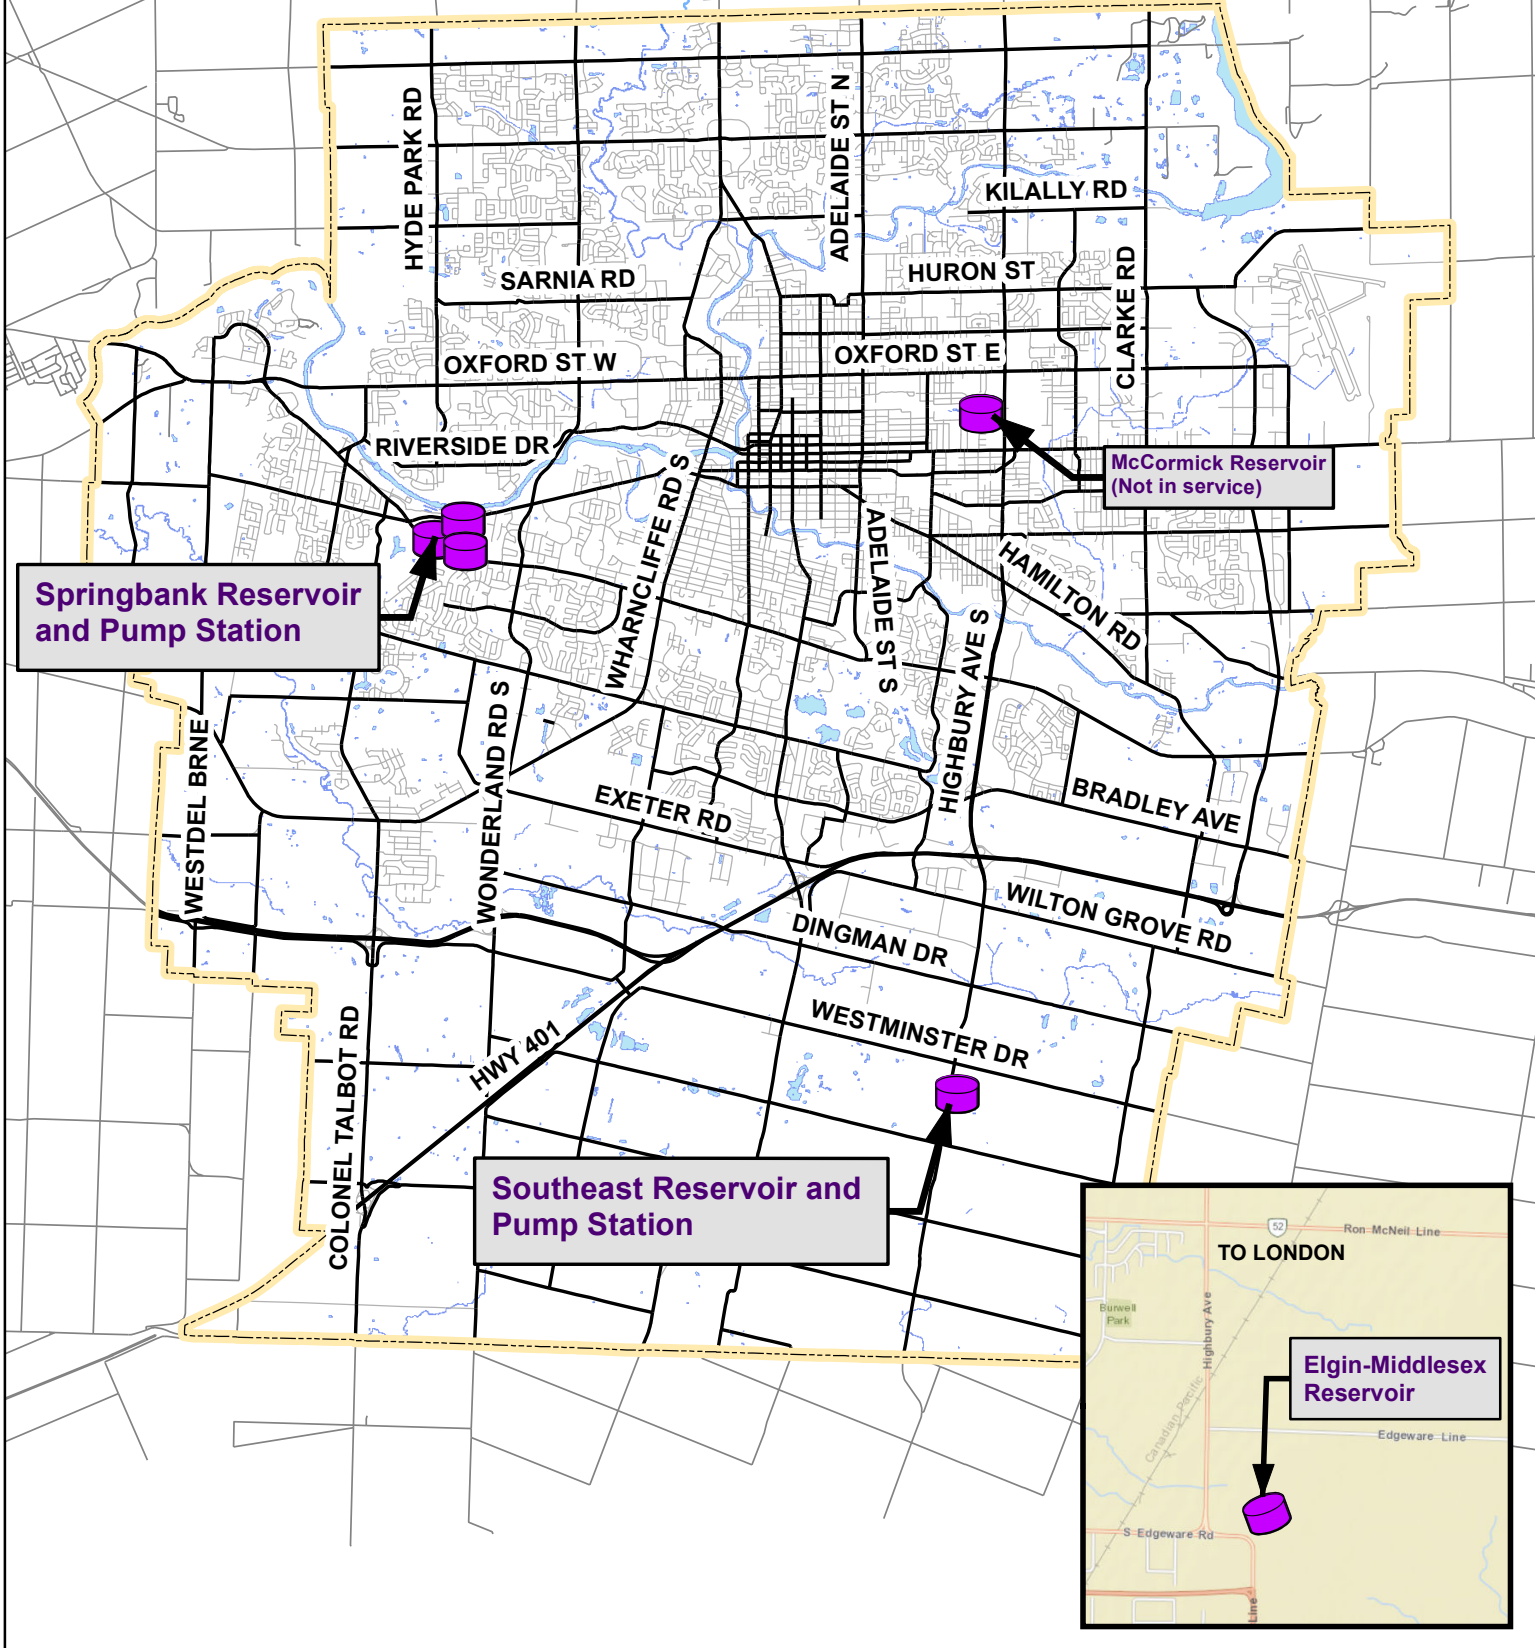 HYDE PARK RD
ADELAIDE ST N
KILALLY RD
SARNIA RD
HURON ST
CLARKE RD
OXFORD ST W
OXFORD ST E
RIVERSIDE DR
McCormick Reservoir
(Not in service)
WHARNCLIFFE RD S
ADELAIDE ST S
HAMILTON RD
Springbank Reservoir
and Pump Station
HIGHBURY AVE S
WESTDEL BRNE
WONDERLAND RD S
EXETER RD
BRADLEY AVE
WILTON GROVE RD
DINGMAN DR
WESTMINSTER DR
COLONEL TALBOT RD
HWY 401
Southeast Reservoir and
Pump Station
52
Ron McNeil Line
TO LONDON
Burwell
Park
Highbury Ave
Elgin-Middlesex
Reservoir
Canadian Pacific
Edgeware Line
S Edgeware Rd
Line